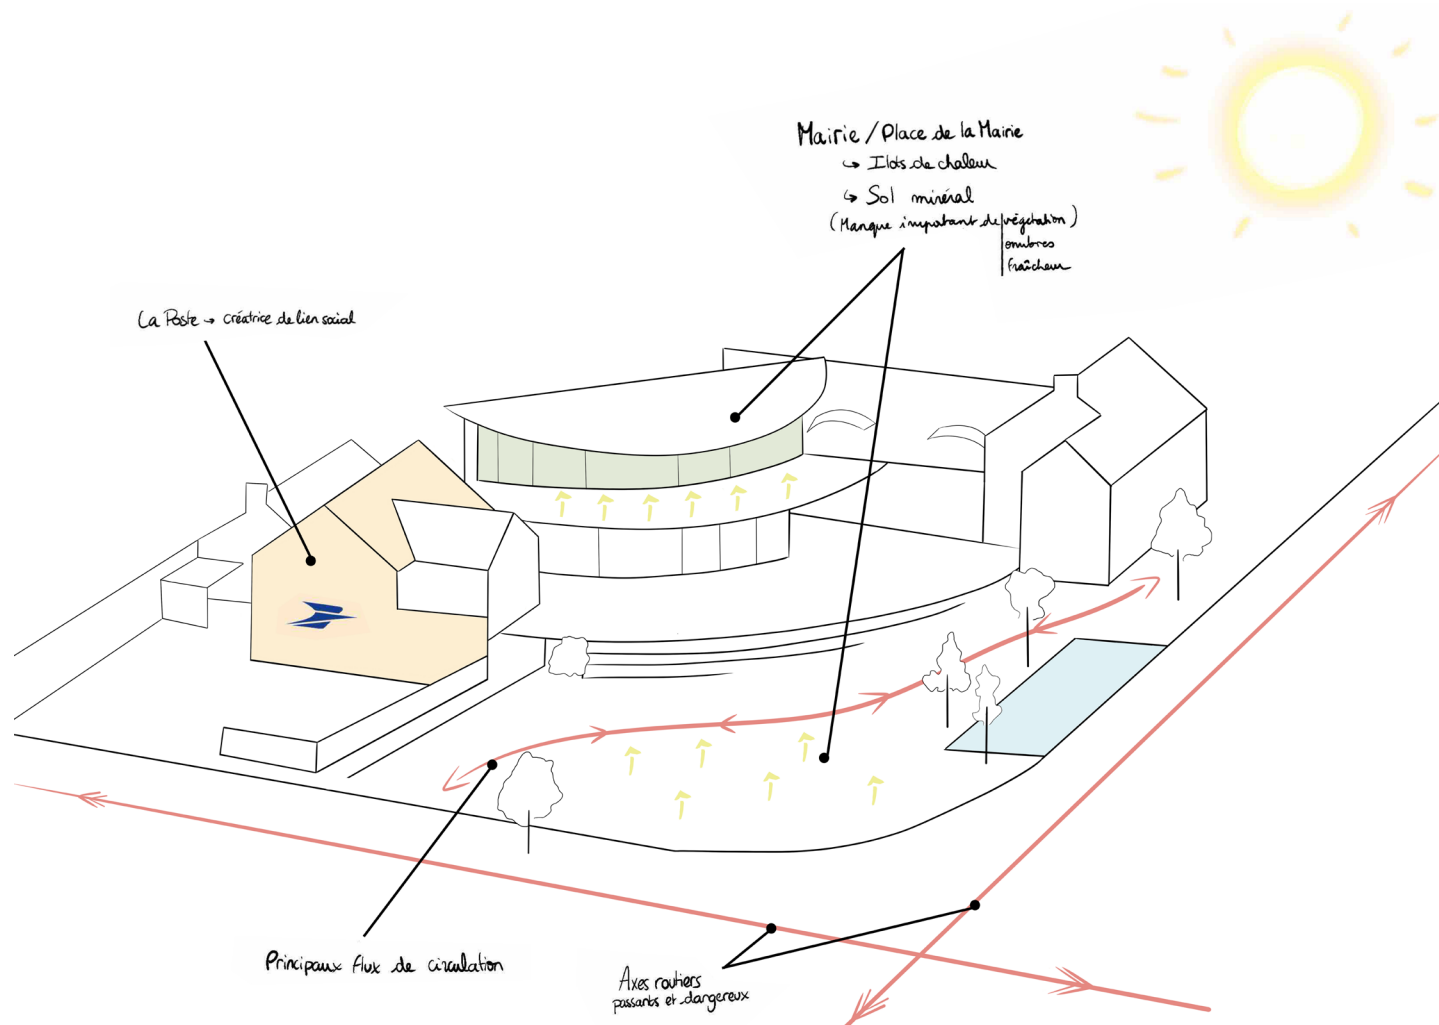 Mairie / Place de la Mairie
↳ Ilots de chaleur
↳ Sol minéral
(Manque important de végétation)
ombres
fraîcheur
La Poste → créatrice de lien social
Principaux flux de circulation
Axes routiers
passants et dangereux